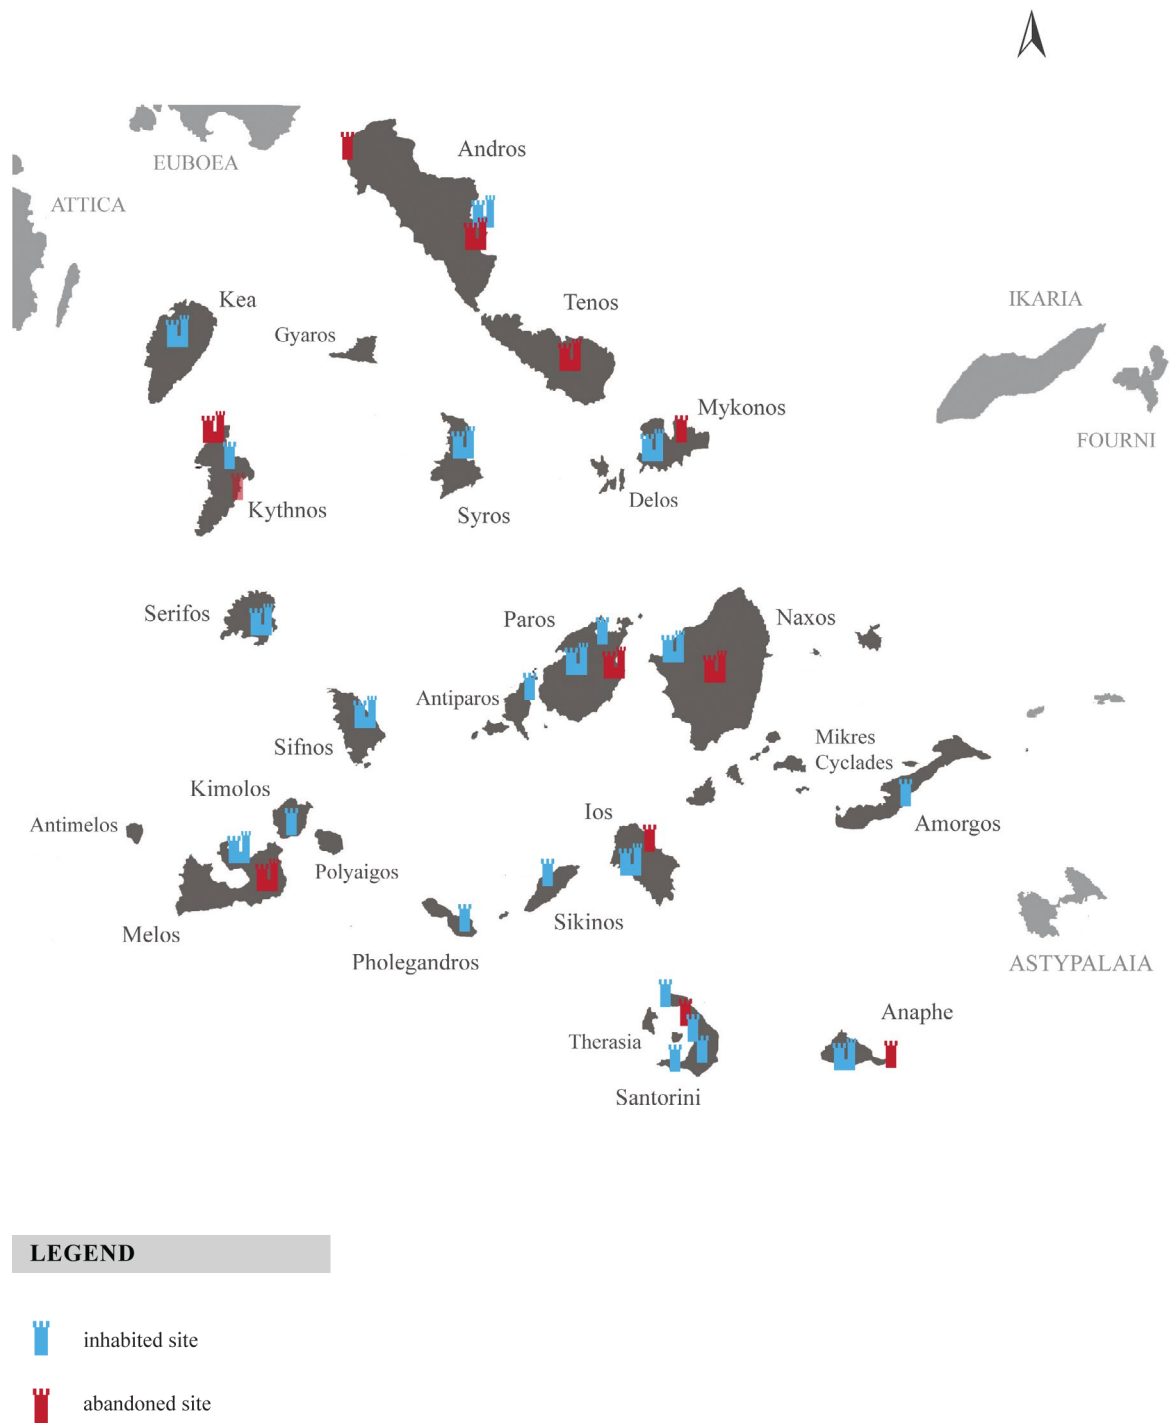 Andros
EUBOEA
ATTICA
Kea
Tenos
IKARIA
Gyaros
Mykonos
FOURNI
Delos
Kythnos
Syros
Serifos
Paros
Naxos
Antiparos
Sifnos
Mikres
Cyclades
Kimolos
Ios
Antimelos
Amorgos
Polyaigos
Sikinos
Melos
Pholegandros
ASTYPALAIA
Anaphe
Therasia
Santorini
LEGEND
inhabited site
abandoned site